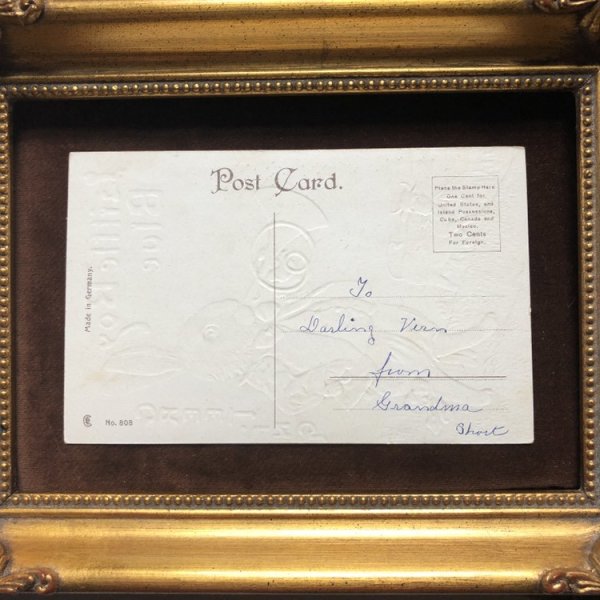 Post Card.
Place the Stamp Here
One Cent for
United States, and
Island Possessions,
Cuba, Canada and
Mexico.
Two Cents
For Foreign.
Made in Germany.
To
Darling Vern
from
Grandma
Short
No. 808